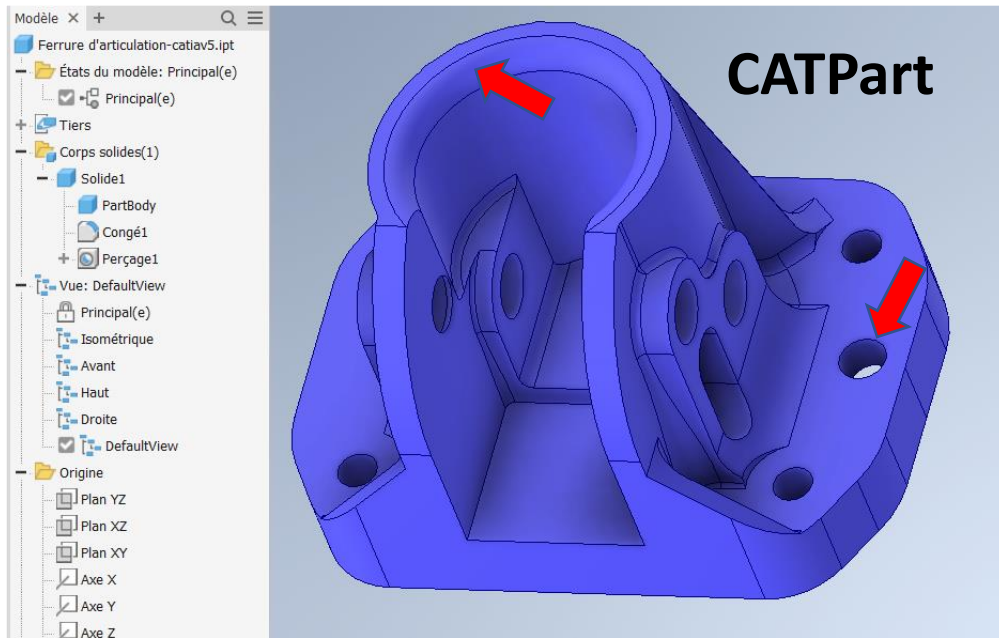 Modèle × +
Ferrure d'articulation-catiav5.ipt
États du modèle: Principal(e)
Principal(e)
Tiers
Corps solides(1)
Solide1
PartBody
Congé1
Perçage1
Vue: DefaultView
Principal(e)
Isométrique
Avant
Haut
Droite
DefaultView
Origine
Plan YZ
Plan XZ
Plan XY
Axe X
Axe Y
Axe Z
CATPart